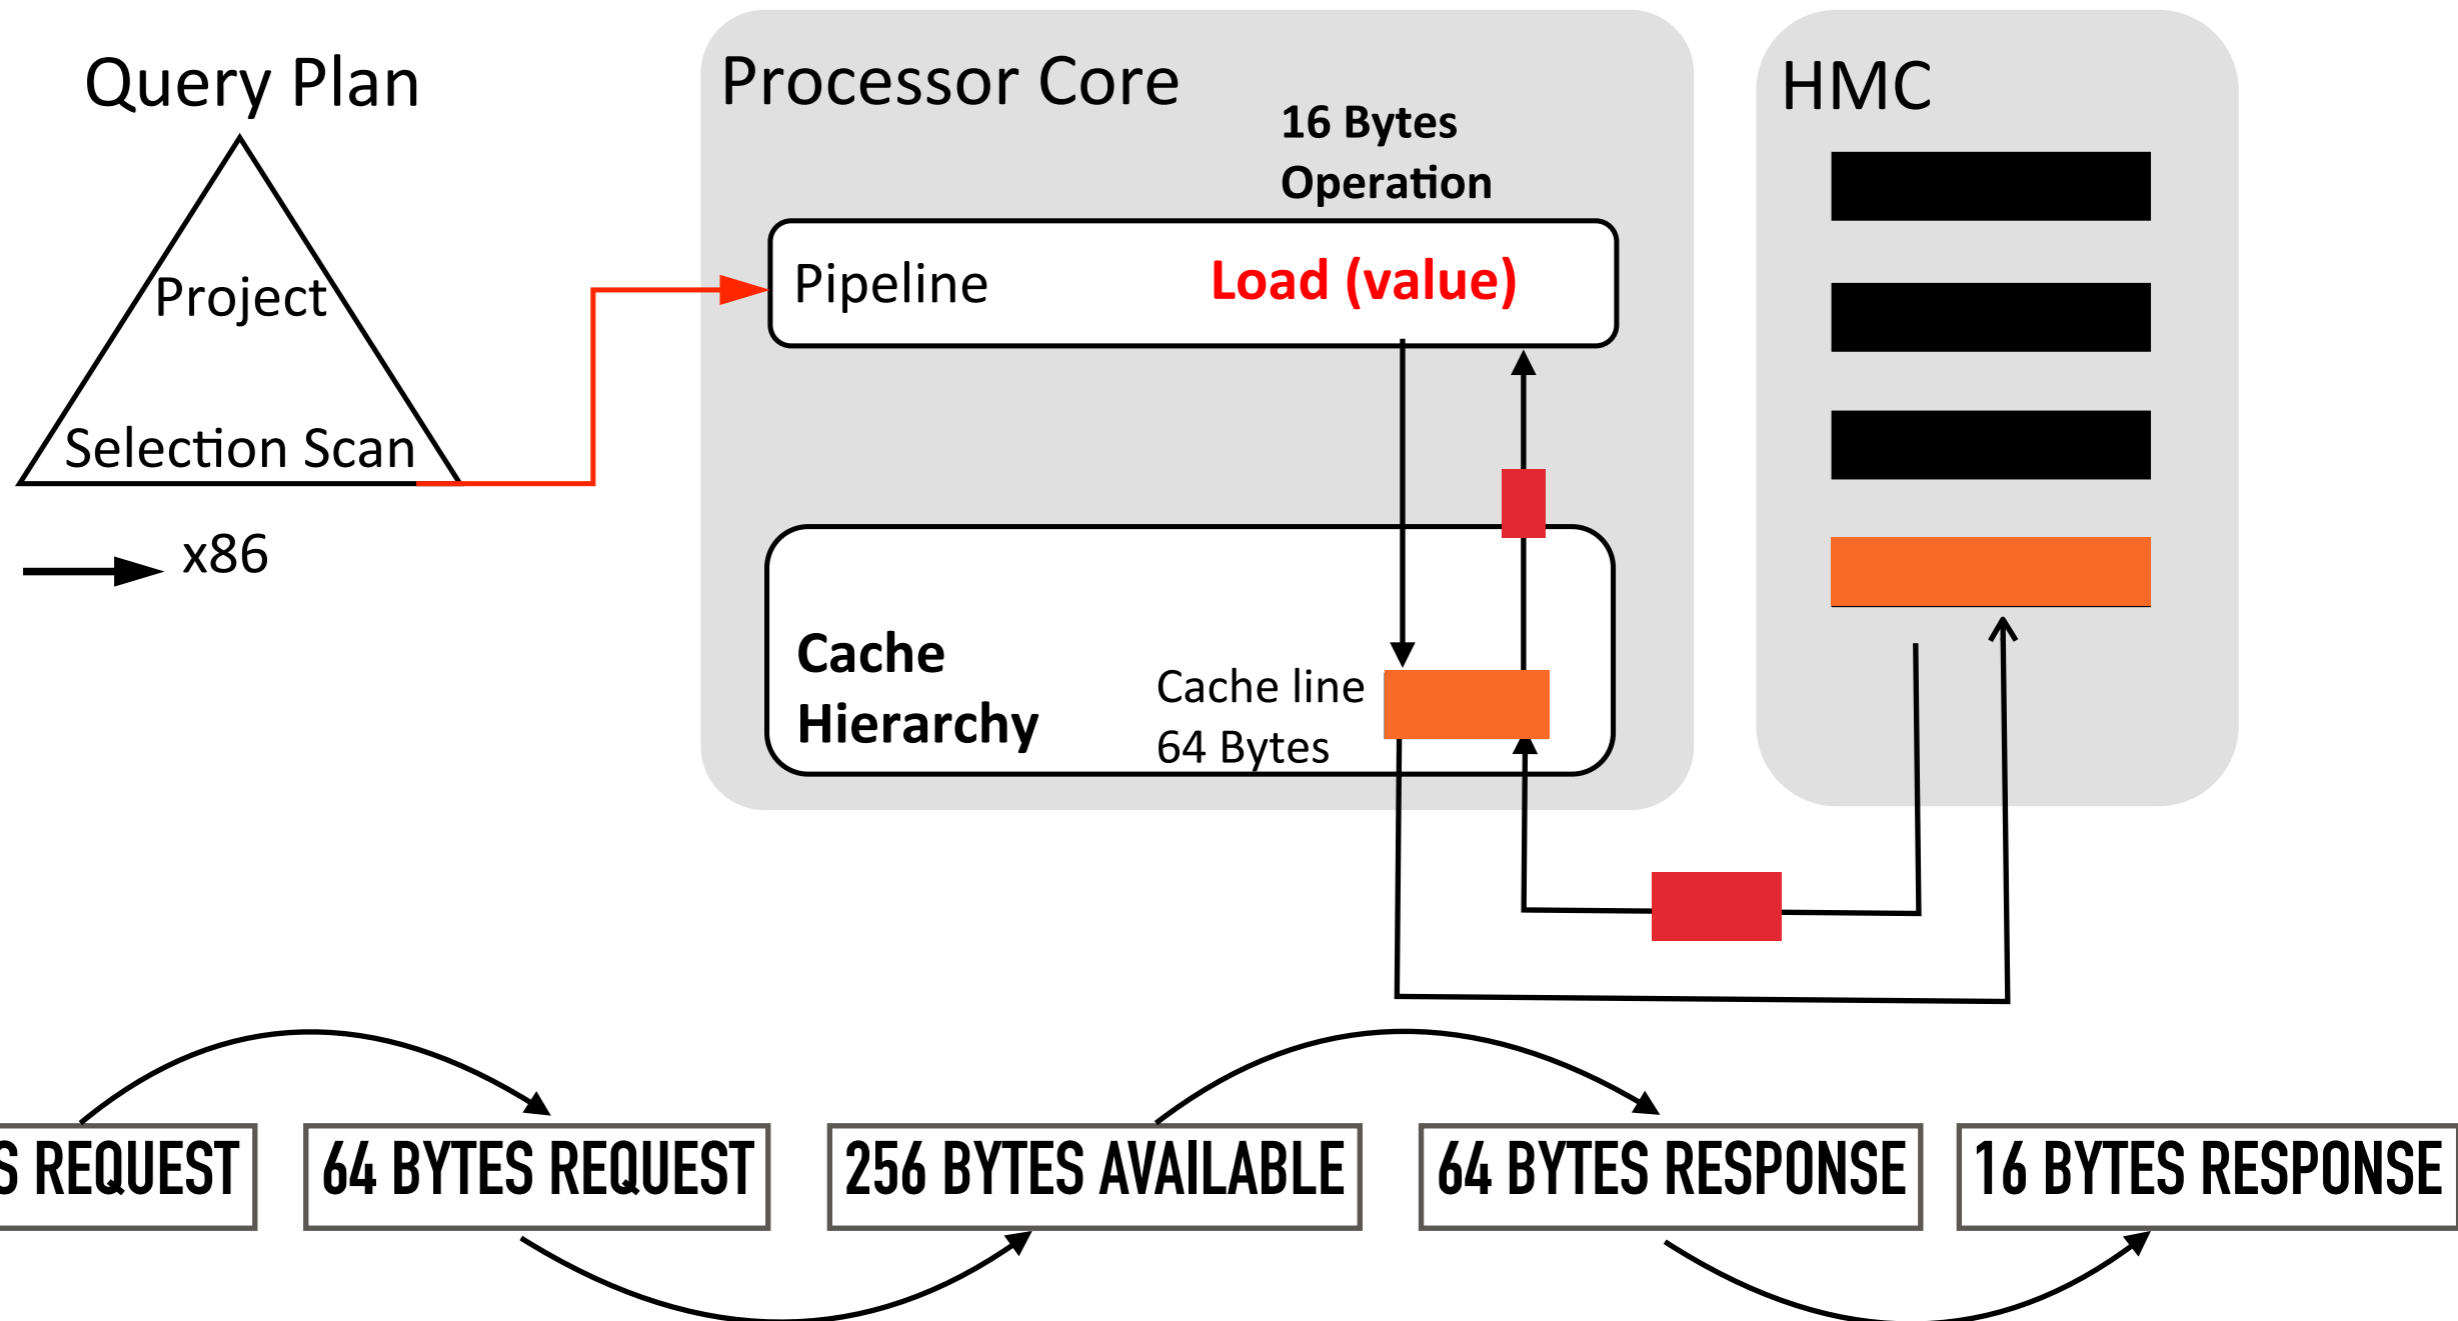 Query Plan
Project
Selection Scan
x86
Processor Core
16 Bytes
Operation
Pipeline
Load (value)
Cache
Hierarchy
Cache line
64 Bytes
HMC
REQUEST
64 BYTES REQUEST
256 BYTES AVAILABLE
64 BYTES RESPONSE
16 BYTES RESPONSE